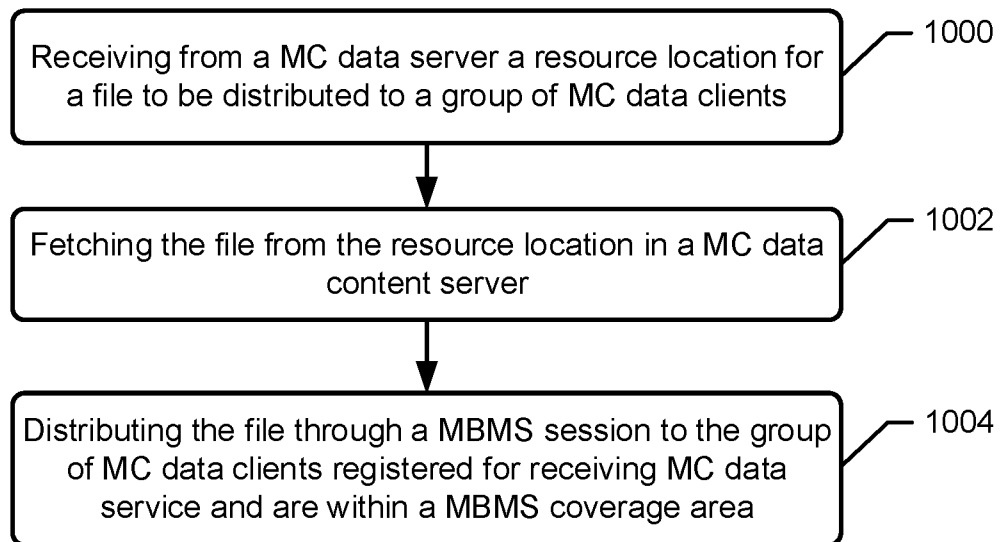 Receiving from a MC data server a resource location for
a file to be distributed to a group of MC data clients
1000
Fetching the file from the resource location in a MC data
content server
1002
Distributing the file through a MBMS session to the group
of MC data clients registered for receiving MC data
service and are within a MBMS coverage area
1004